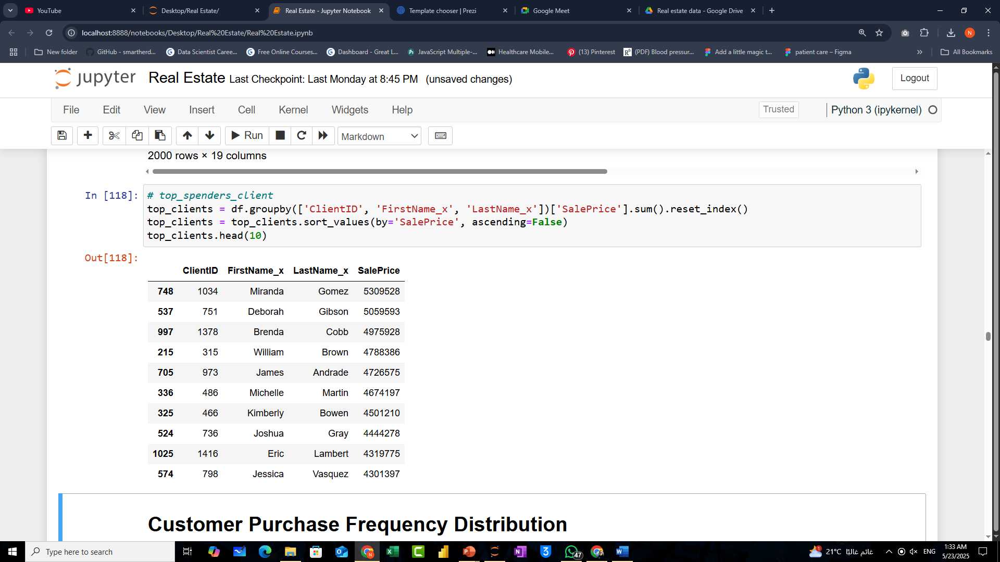 YouTube
Desktop/Real Estate/
Real Estate - Jupyter Notebook
Template chooser | Prezi
Google Meet
Real estate data - Google Drive
localhost:8888/notebooks/Desktop/Real%20Estate/Real%20Estate.ipynb
N
New folder
GitHub - smartherd...
Data Scientist Caree...
Free Online Courses...
Dashboard - Great L...
JavaScript Multiple-...
Healthcare Mobile...
(13) Pinterest
(PDF) Blood pressur...
Add a little magic t...
patient care – Figma
All Bookmarks
jupyter Real Estate Last Checkpoint: Last Monday at 8:45 PM (unsaved changes)
Logout
File Edit View Insert Cell Kernel Widgets Help
Trusted
Python 3 (ipykernel)
Run
Markdown
2000 rows × 19 columns
In [118]: # top_spenders_client
top_clients = df.groupby(['ClientID', 'FirstName_x', 'LastName_x'])['SalePrice'].sum().reset_index()
top_clients = top_clients.sort_values(by='SalePrice', ascending=False)
top_clients.head(10)
Out[118]:
ClientID FirstName_x LastName_x SalePrice
748 1034 Miranda Gomez 5309528
537 751 Deborah Gibson 5059593
997 1378 Brenda Cobb 4975928
215 315 William Brown 4788386
705 973 James Andrade 4726575
336 486 Michelle Martin 4674197
325 466 Kimberly Bowen 4501210
524 736 Joshua Gray 4444278
1025 1416 Eric Lambert 4319775
574 798 Jessica Vasquez 4301397
Customer Purchase Frequency Distribution
Type here to search
47
1
21°C غائم غالبًا
ENG
1:33 AM
5/23/2025